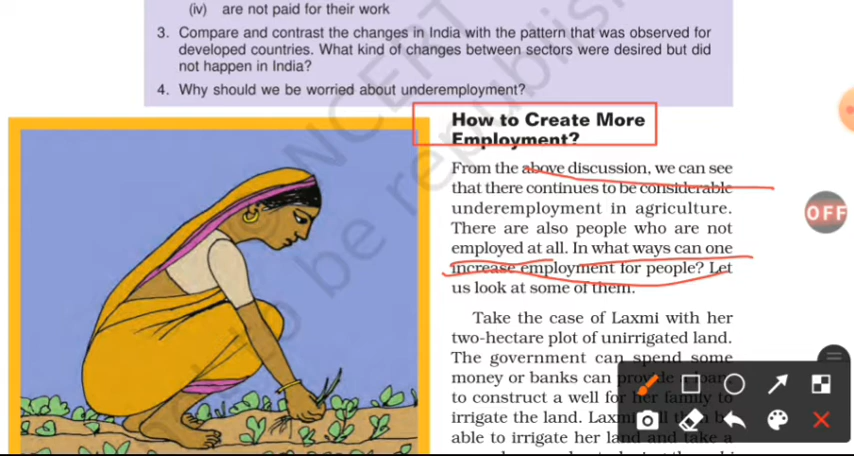 (iv) are not paid for their work
3. Compare and contrast the changes in India with the pattern that was observed for
developed countries. What kind of changes between sectors were desired but did
not happen in India?
4. Why should we be worried about underemployment?
How to Create More
Employment?
From the above discussion, we can see
that there continues to be considerable
underemployment in agriculture.
There are also people who are not
employed at all. In what ways can one
increase employment for people? Let
us look at some of them.
Take the case of Laxmi with her
two-hectare plot of unirrigated land.
The government can spend some
money or banks can provide a loan,
to construct a well for her family to
irrigate the land. Laxmi will then be
able to irrigate her land and take a
OFF